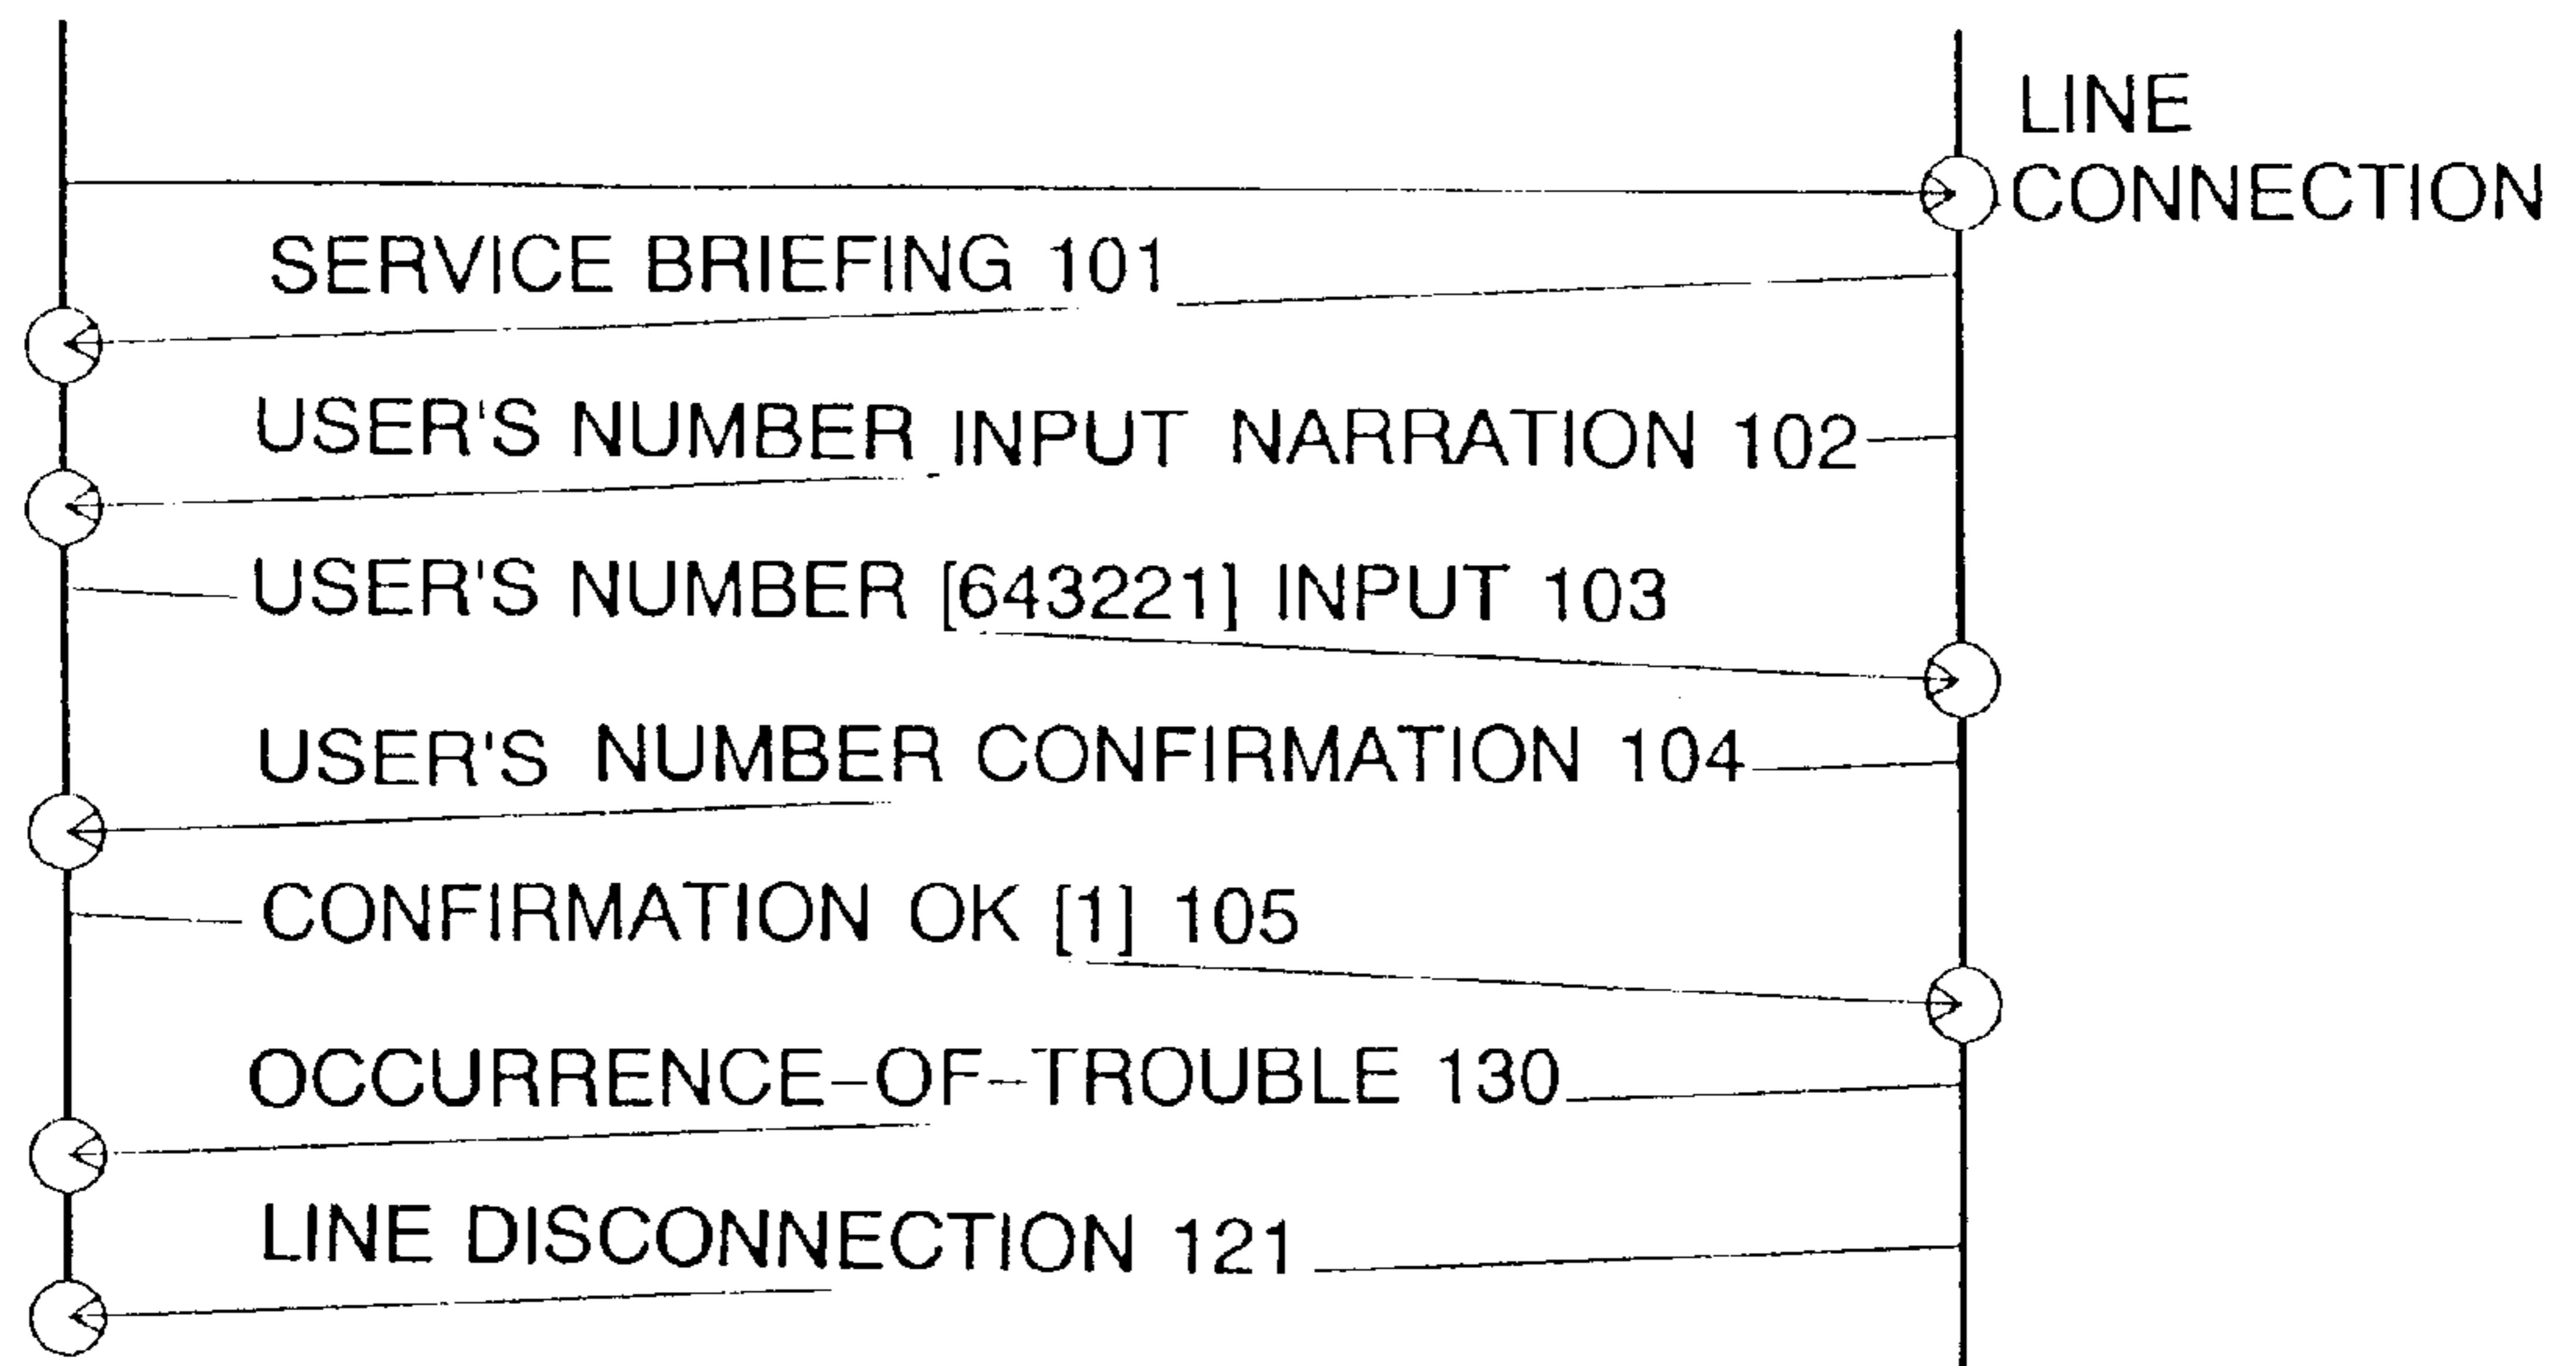 LINE
CONNECTION
SERVICE BRIEFING 101
USER'S NUMBER INPUT NARRATION 102
USER'S NUMBER [643221] INPUT 103
USER'S NUMBER CONFIRMATION 104
CONFIRMATION OK [1] 105
OCCURRENCE-OF-TROUBLE 130
LINE DISCONNECTION 121